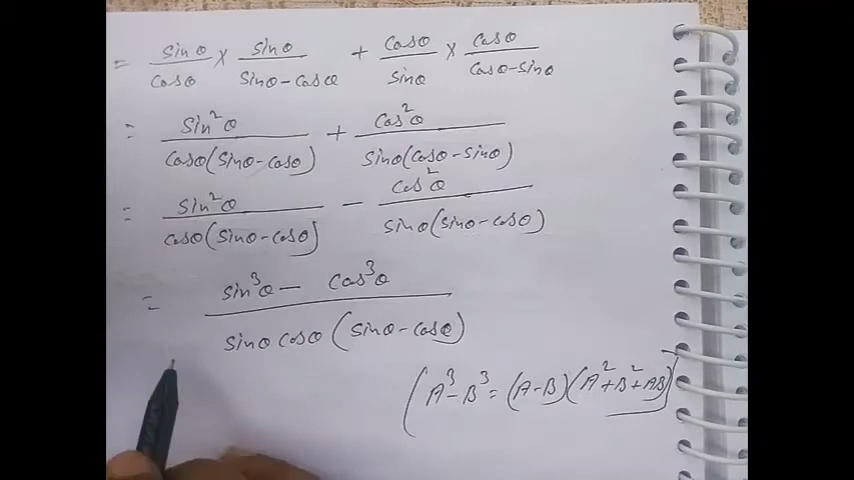 = sinθ/cosθ × sinθ/(sinθ-cosθ) + cosθ/sinθ × cosθ/(cosθ-sinθ)
= sin²θ/(cosθ(sinθ-cosθ)) + cos²θ/(sinθ(cosθ-sinθ))
= sin²θ/(cosθ(sinθ-cosθ)) - cos²θ/(sinθ(sinθ-cosθ))
= (sin³θ - cos³θ)/(sinθ cosθ (sinθ-cosθ))
(A³-B³ = (A-B)(A²+B²+AB))